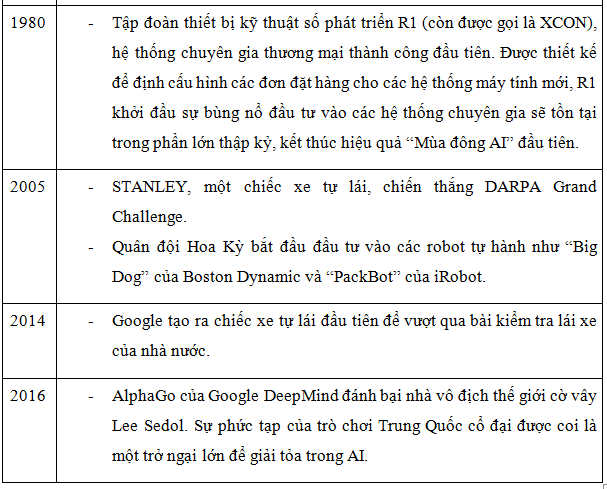 1980
- Tập đoàn thiết bị kỹ thuật số phát triển R1 (còn được gọi là XCON),
hệ thống chuyên gia thương mại thành công đầu tiên. Được thiết kế
để định cấu hình các đơn đặt hàng cho các hệ thống máy tính mới, R1
khởi đầu sự bùng nổ đầu tư vào các hệ thống chuyên gia sẽ tồn tại
trong phần lớn thập kỷ, kết thúc hiệu quả “Mùa đông AI” đầu tiên.
2005
- STANLEY, một chiếc xe tự lái, chiến thắng DARPA Grand
Challenge.
- Quân đội Hoa Kỳ bắt đầu đầu tư vào các robot tự hành như “Big
Dog” của Boston Dynamic và “PackBot” của iRobot.
2014
- Google tạo ra chiếc xe tự lái đầu tiên để vượt qua bài kiểm tra lái xe
của nhà nước.
2016
- AlphaGo của Google DeepMind đánh bại nhà vô địch thế giới cờ vây
Lee Sedol. Sự phức tạp của trò chơi Trung Quốc cổ đại được coi là
một trở ngại lớn để giải tỏa trong AI.